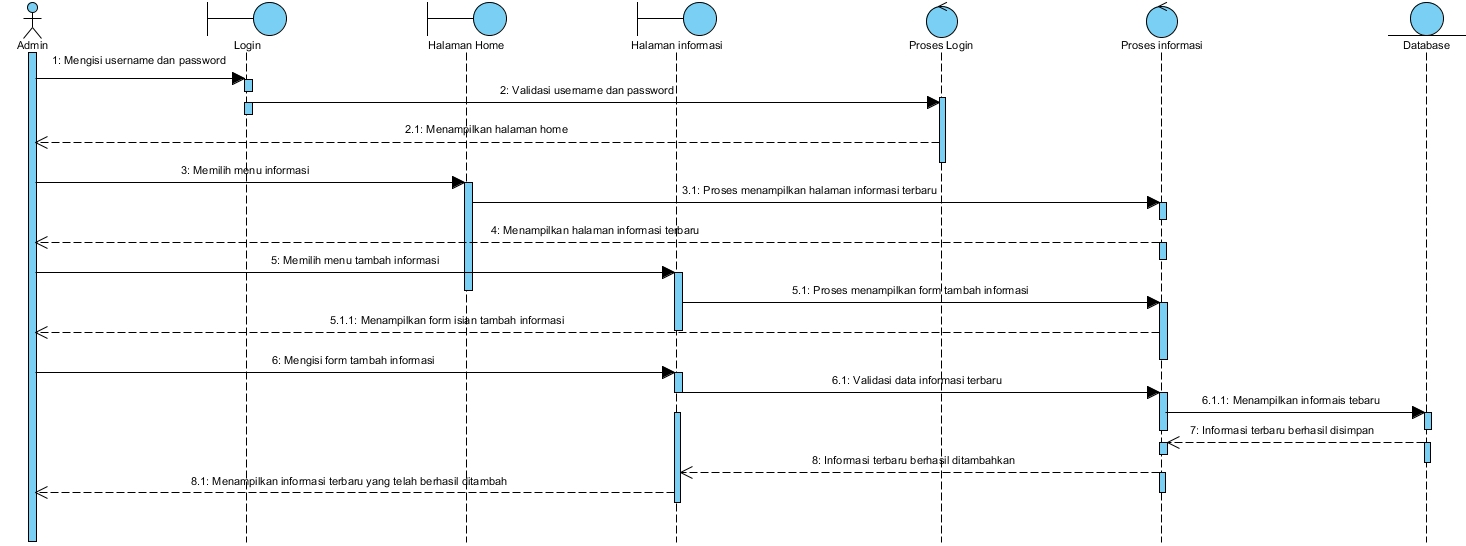 Admin
Login
Halaman Home
Halaman informasi
Proses Login
Proses informasi
Database
1: Mengisi username dan password
2: Validasi username dan password
2.1: Menampilkan halaman home
3: Memilih menu informasi
3.1: Proses menampilkan halaman informasi terbaru
4: Menampilkan halaman informasi terbaru
5: Memilih menu tambah informasi
5.1: Proses menampilkan form tambah informasi
5.1.1: Menampilkan form isian tambah informasi
6: Mengisi form tambah informasi
6.1: Validasi data informasi terbaru
6.1.1: Menampilkan informais tebaru
7: Informasi terbaru berhasil disimpan
8: Informasi terbaru berhasil ditambahkan
8.1: Menampilkan informasi terbaru yang telah berhasil ditambah